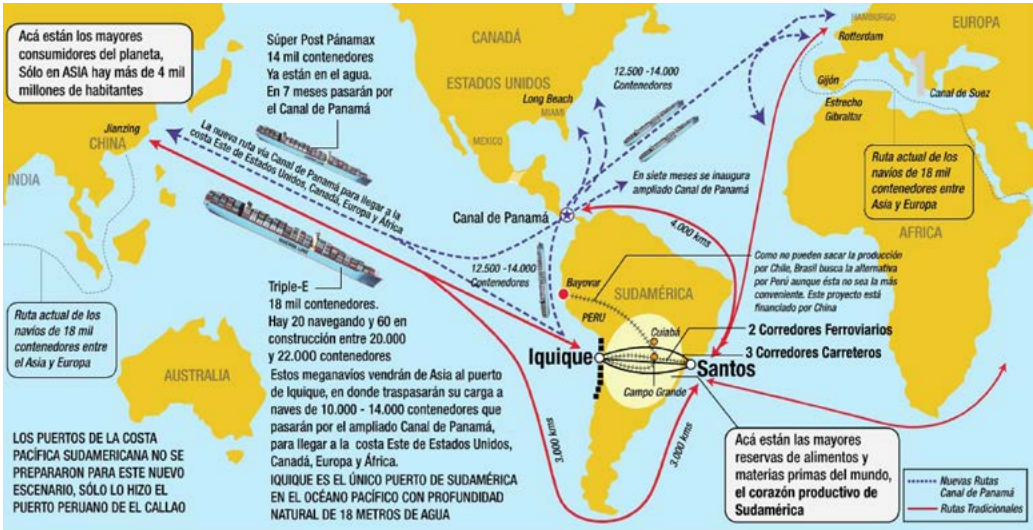 Acá están los mayores
consumidores del planeta,
Sólo en ASIA hay más de 4 mil
millones de habitantes
Súper Post Pánamax
14 mil contenedores
Ya están en el agua.
En 7 meses pasarán por
el Canal de Panamá
CANADÁ
ESTADOS UNIDOS
Long Beach
MIAMI
MEXICO
12.500 -14.000
Contenedores
HAMBURGO
EUROPA
Rotterdam
Gijón
Canal de Suez
Estrecho
Gibraltar
Jianzing
CHINA
INDIA
La nueva ruta vía Canal de Panamá para llegar a la
costa Este de Estados Unidos, Canadá, Europa y África
En siete meses se inaugura
ampliado Canal de Panamá
Ruta actual de los
navíos de 18 mil
contenedores entre
Asia y Europa
ÁFRICA
Canal de Panamá
4.000 kms
12.500 -14.000
Contenedores
Bayovar
PERU
SUDAMÉRICA
Como no pueden sacar la producción
por Chile, Brasil busca la alternativa
por Perú aunque ésta no sea la más
conveniente. Este proyecto está
financiado por China
Cuiabá
2 Corredores Ferroviarios
3 Corredores Carreteros
Iquique
Santos
Campo Grande
Ruta actual de los
navíos de 18 mil
contenedores entre
el Asia y Europa
AUSTRALIA
Triple-E
18 mil contenedores.
Hay 20 navegando y 60 en
construcción entre 20.000
y 22.000 contenedores
Estos meganavíos vendrán de Asia al puerto
de Iquique, en donde traspasarán su carga a
naves de 10.000 - 14.000 contenedores que
pasarán por el ampliado Canal de Panamá,
para llegar a la costa Este de Estados Unidos,
Canadá, Europa y África.
IQUIQUE ES EL ÚNICO PUERTO DE SUDAMÉRICA
EN EL OCÉANO PACÍFICO CON PROFUNDIDAD
NATURAL DE 18 METROS DE AGUA
LOS PUERTOS DE LA COSTA
PACÍFICA SUDAMERICANA NO SE
PREPARARON PARA ESTE NUEVO
ESCENARIO, SÓLO LO HIZO EL
PUERTO PERUANO DE EL CALLAO
3.000 kms
3.000 kms
Acá están las mayores
reservas de alimentos y
materias primas del mundo,
el corazón productivo de
Sudamérica
Nuevas Rutas
Canal de Panamá
Rutas Tradicionales